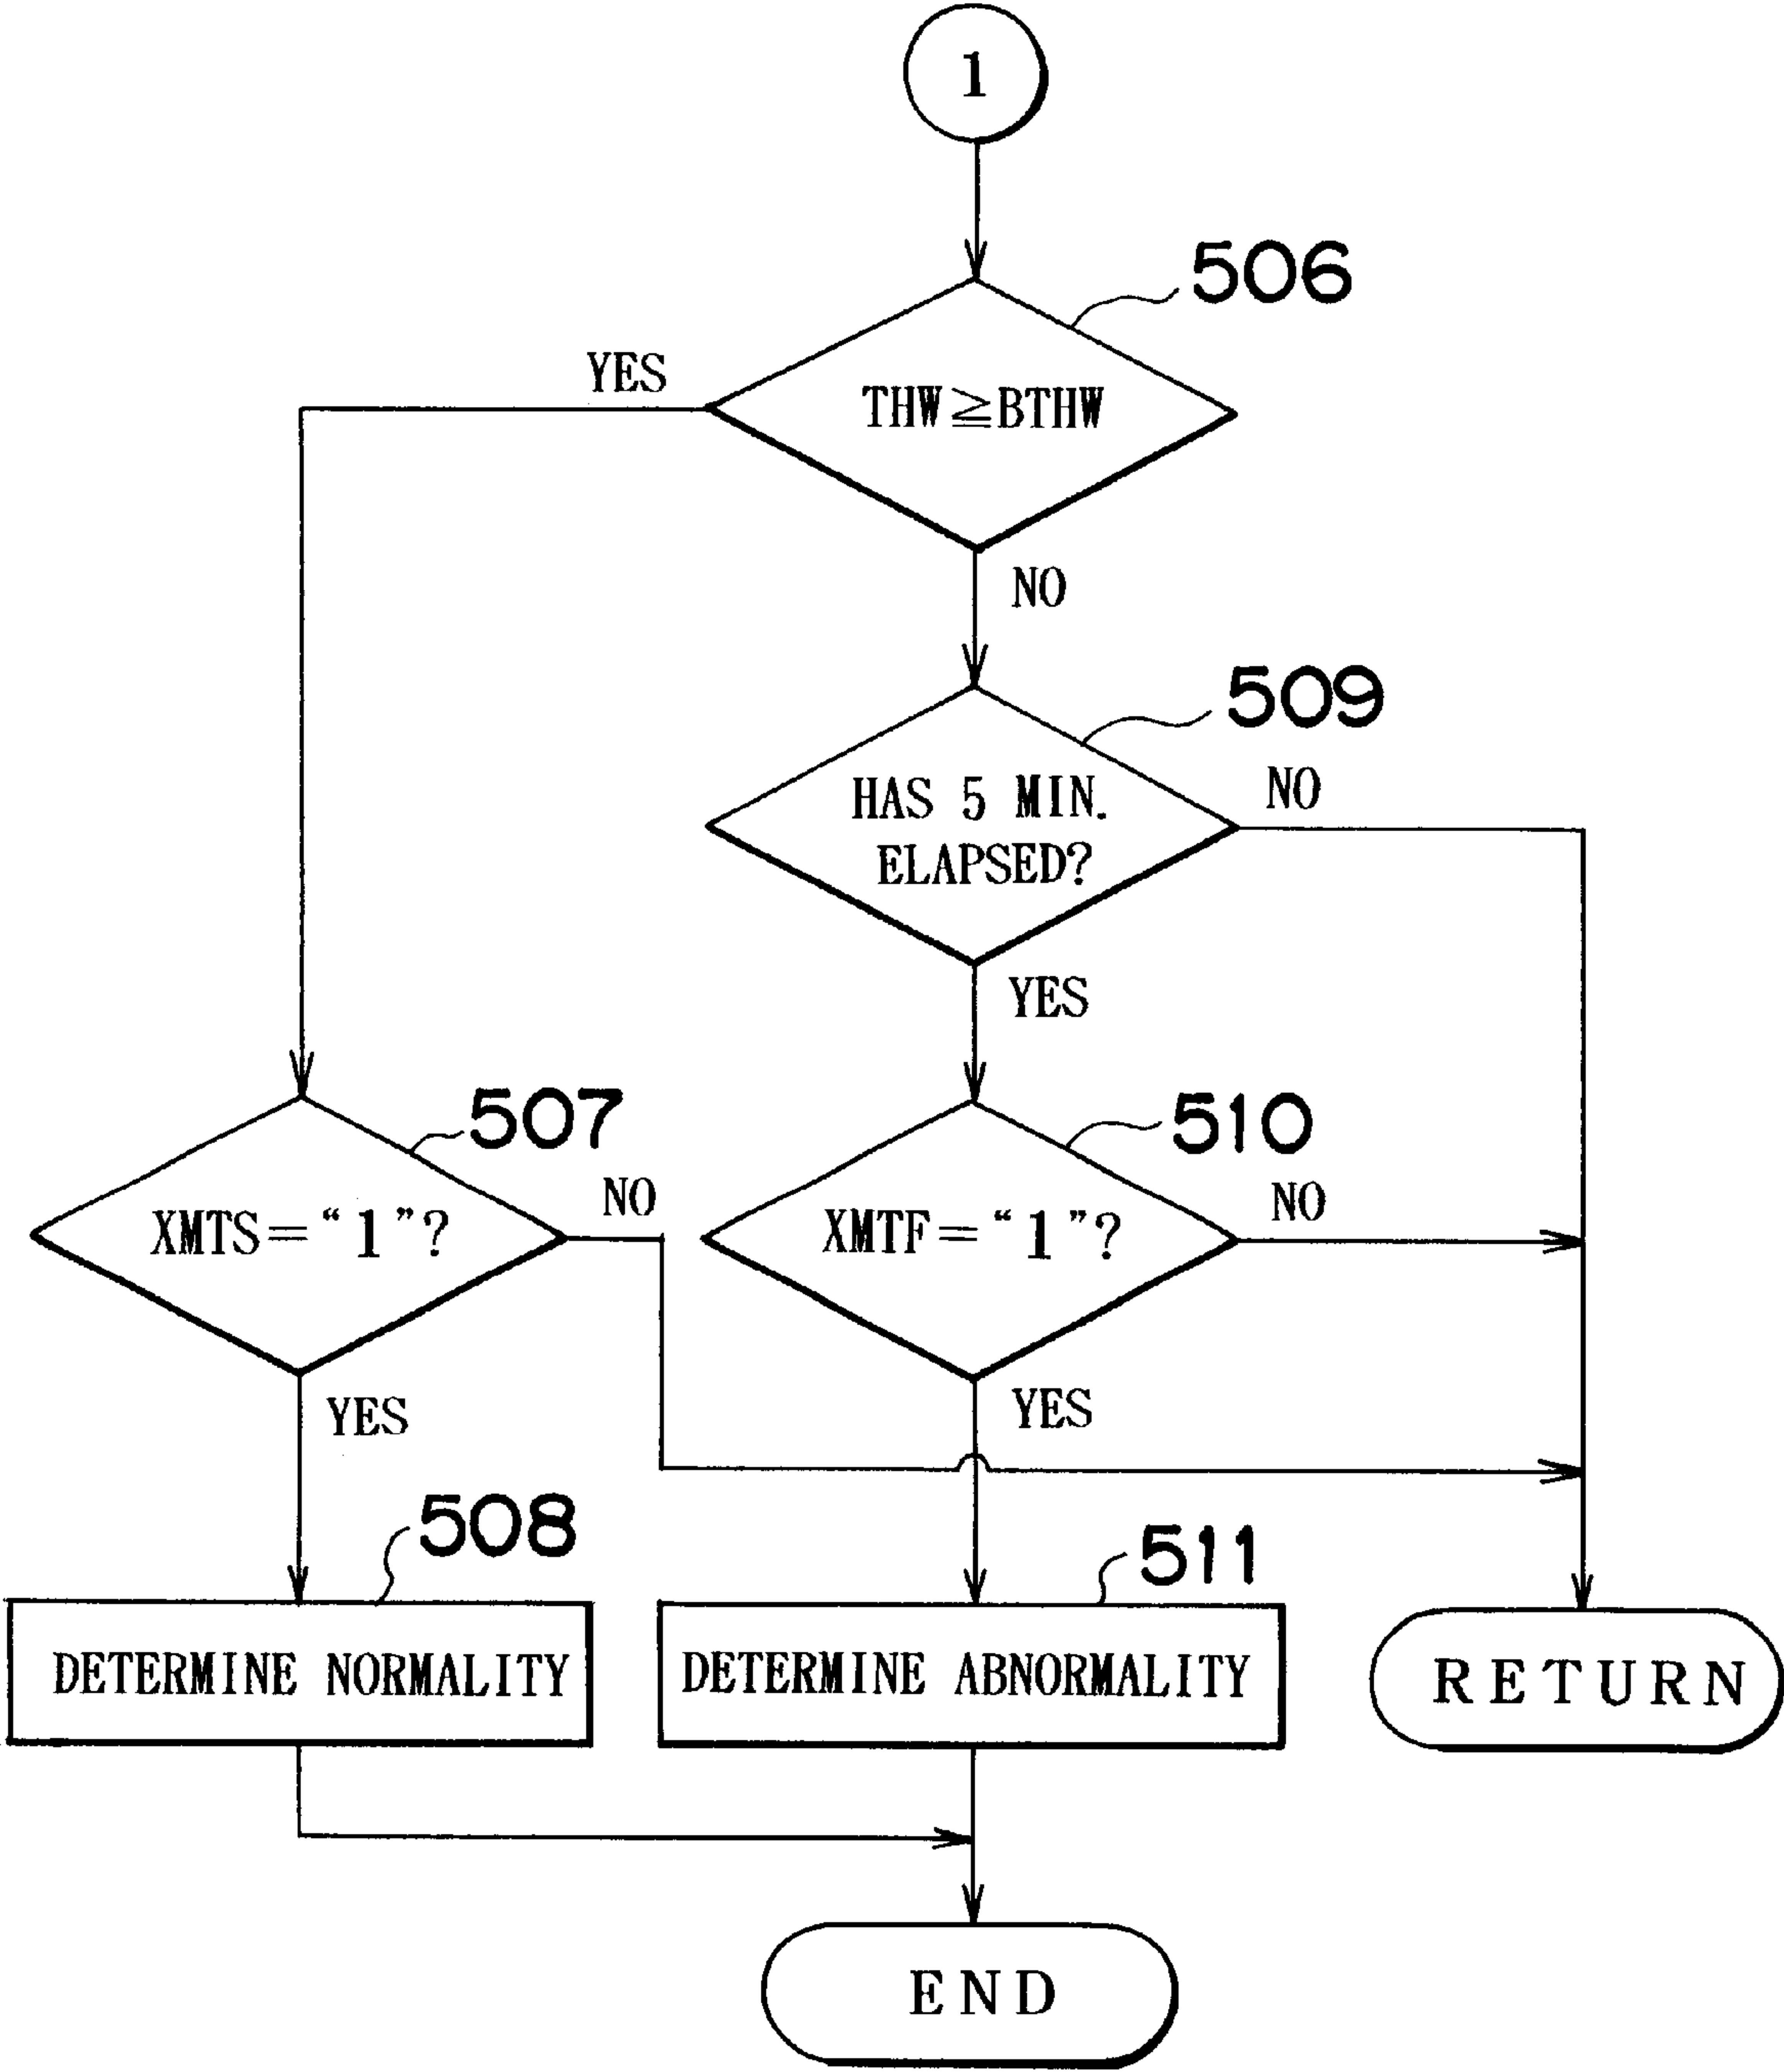 1
506
YES
THW≧BTHW
NO
509
HAS 5 MIN.
ELAPSED?
NO
YES
507
510
XMTS="1"?
NO
XMTF="1"?
NO
YES
YES
508
511
DETERMINE NORMALITY
DETERMINE ABNORMALITY
RETURN
END